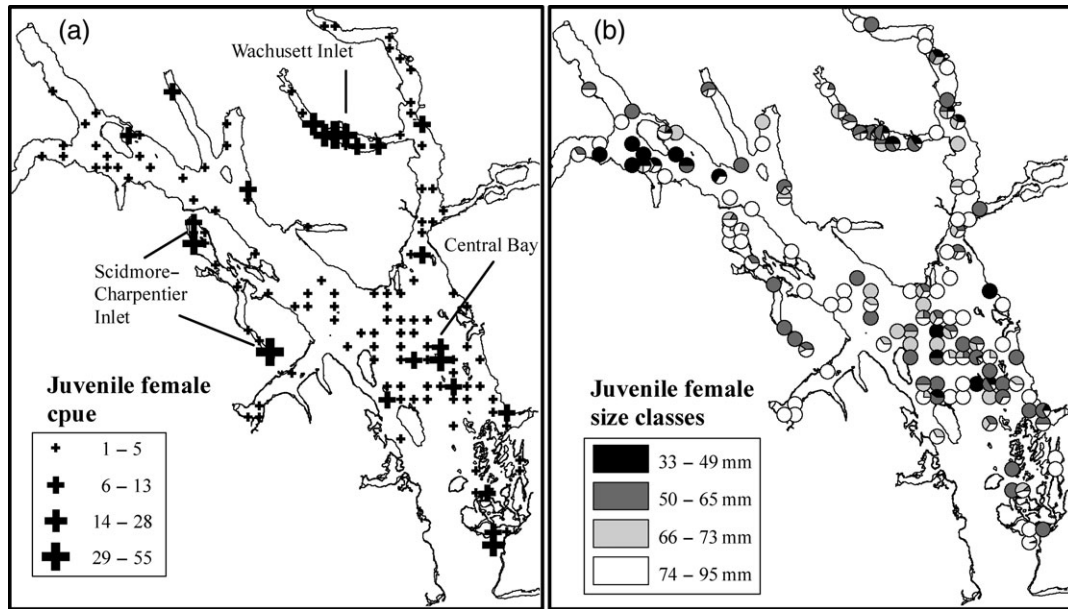 (a)
Wachusett Inlet
Central Bay
Scidmore–
Charpentier
Inlet
Juvenile female
cpue
1 – 5
6 – 13
14 – 28
29 – 55
(b)
Juvenile female
size classes
33 – 49 mm
50 – 65 mm
66 – 73 mm
74 – 95 mm